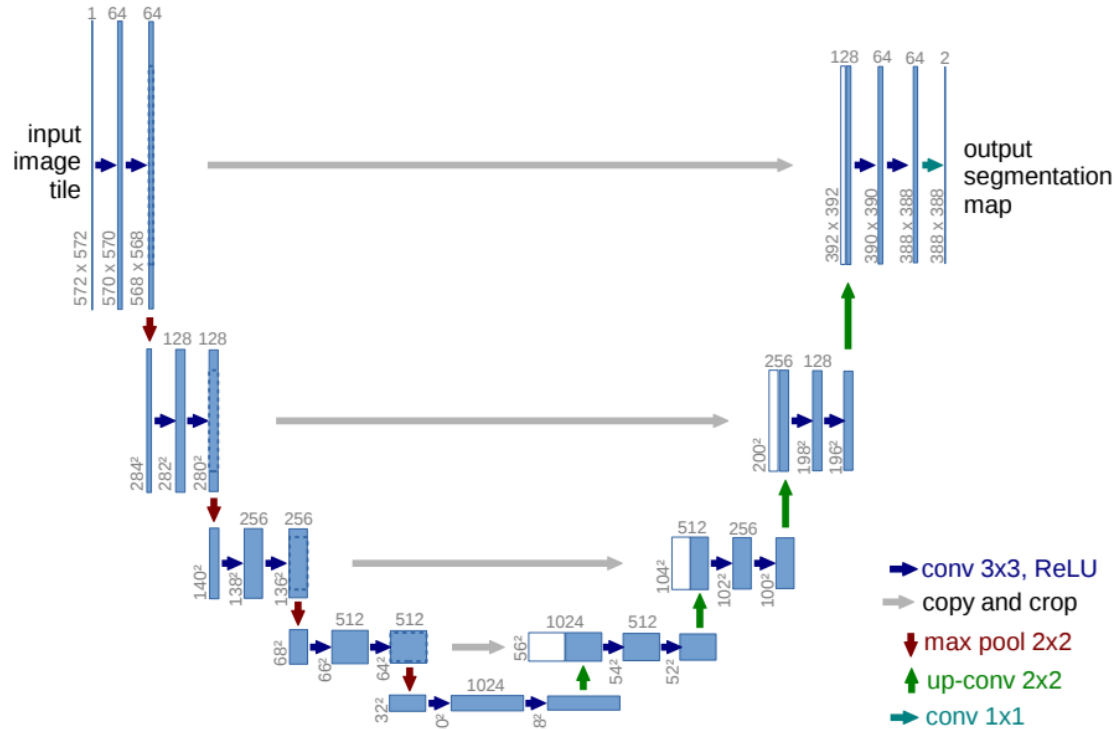 1 64 64
128 64 64 2
input
image
tile
output
segmentation
map
572 x 572
570 x 570
568 x 568
392 x 392
390 x 390
388 x 388
388 x 388
128 128
256 128
284²
282²
280²
200²
198²
196²
256 256
512 256
140²
138²
136²
104²
102²
100²
512 512
1024 512
68²
66²
64²
56²
54²
52²
1024
32²
0²
8²
conv 3x3, ReLU
copy and crop
max pool 2x2
up-conv 2x2
conv 1x1